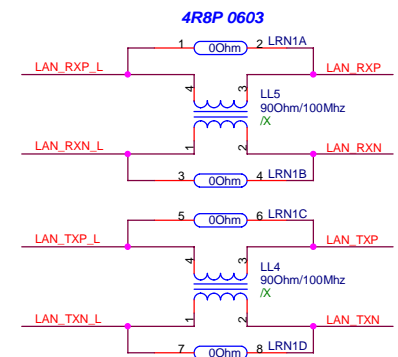 4R8P 0603
1 0Ohm 2 LRN1A
LAN_RXP_L LAN_RXP
4 3
LL5
90Ohm/100Mhz
/X
LAN_RXN_L 1 2 LAN_RXN
3 0Ohm 4 LRN1B
5 0Ohm 6 LRN1C
LAN_TXP_L LAN_TXP
4 3
LL4
90Ohm/100Mhz
/X
LAN_TXN_L 1 2 LAN_TXN
7 0Ohm 8 LRN1D